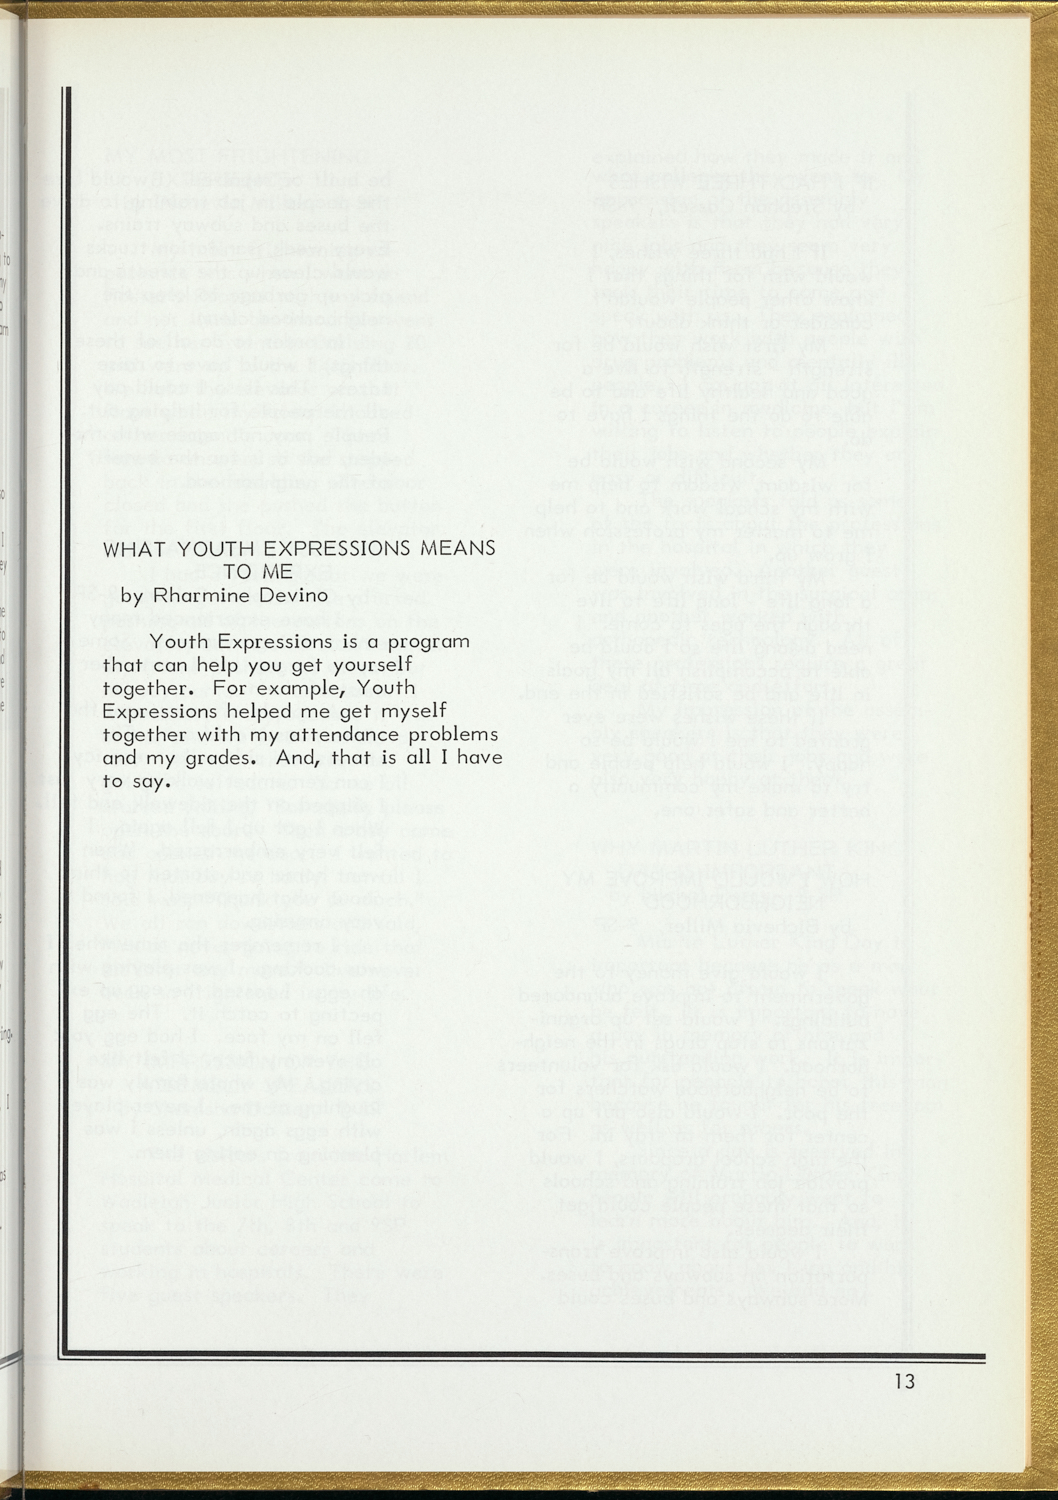 WHAT YOUTH EXPRESSIONS MEANS
TO ME
by Rharmine Devino
Youth Expressions is a program
that can help you get yourself
together. For example, Youth
Expressions helped me get myself
together with my attendance problems
and my grades. And, that is all I have
to say.
13